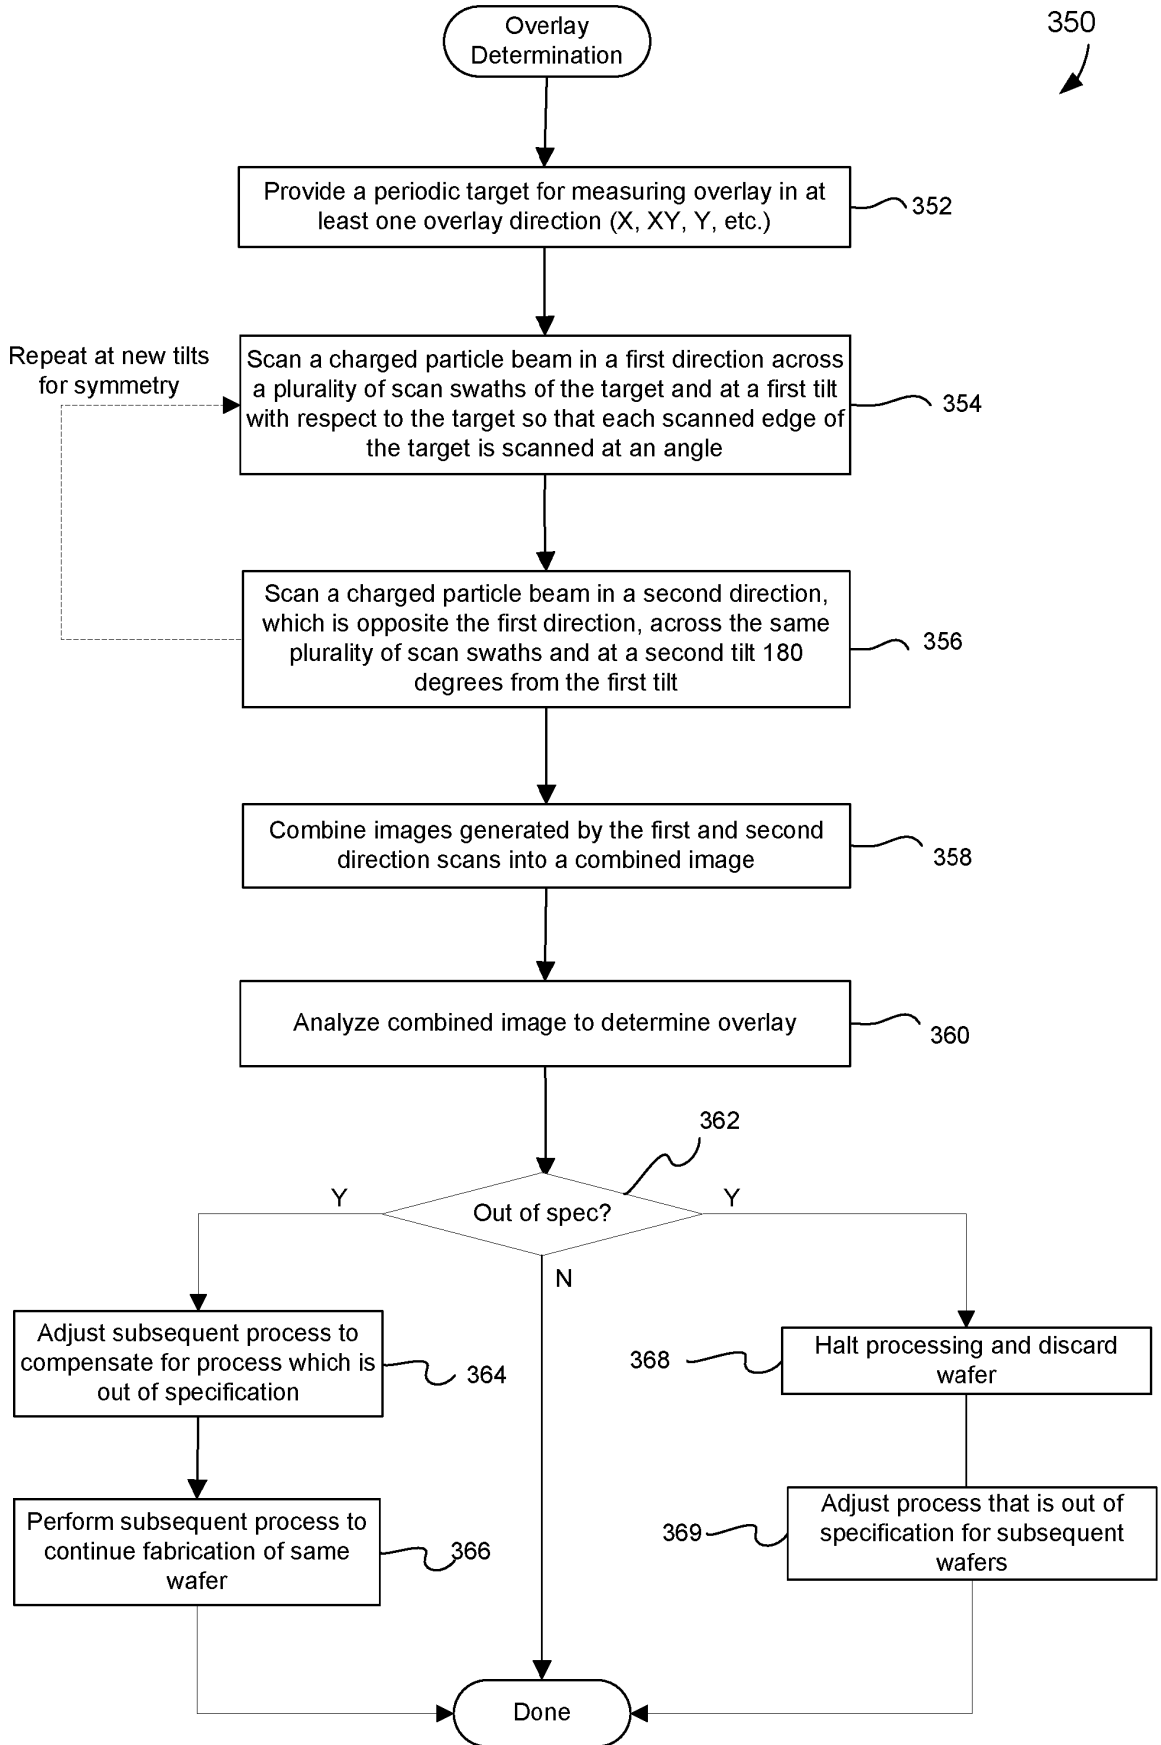 Overlay
Determination
350
Provide a periodic target for measuring overlay in at
least one overlay direction (X, XY, Y, etc.)
352
Repeat at new tilts
for symmetry
Scan a charged particle beam in a first direction across
a plurality of scan swaths of the target and at a first tilt
with respect to the target so that each scanned edge of
the target is scanned at an angle
354
Scan a charged particle beam in a second direction,
which is opposite the first direction, across the same
plurality of scan swaths and at a second tilt 180
degrees from the first tilt
356
Combine images generated by the first and second
direction scans into a combined image
358
Analyze combined image to determine overlay
360
362
Y
Out of spec?
Y
N
Adjust subsequent process to
compensate for process which is
out of specification
364
368
Halt processing and discard
wafer
Perform subsequent process to
continue fabrication of same
wafer
366
369
Adjust process that is out of
specification for subsequent
wafers
Done